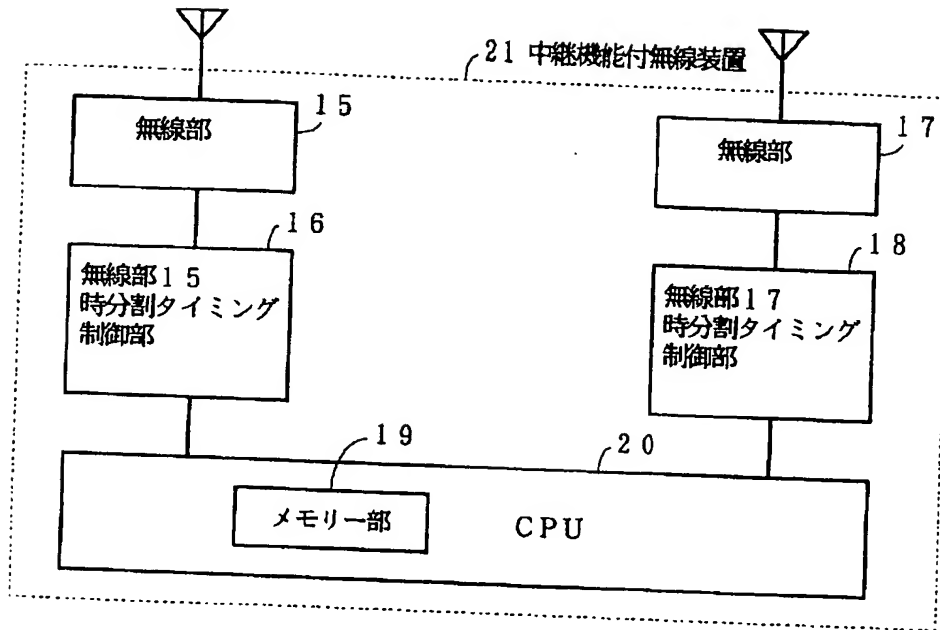 21 中継機能付無線装置
無線部
15
無線部
17
16
無線部15
時分割タイミング
制御部
18
無線部17
時分割タイミング
制御部
19
20
メモリー部
CPU